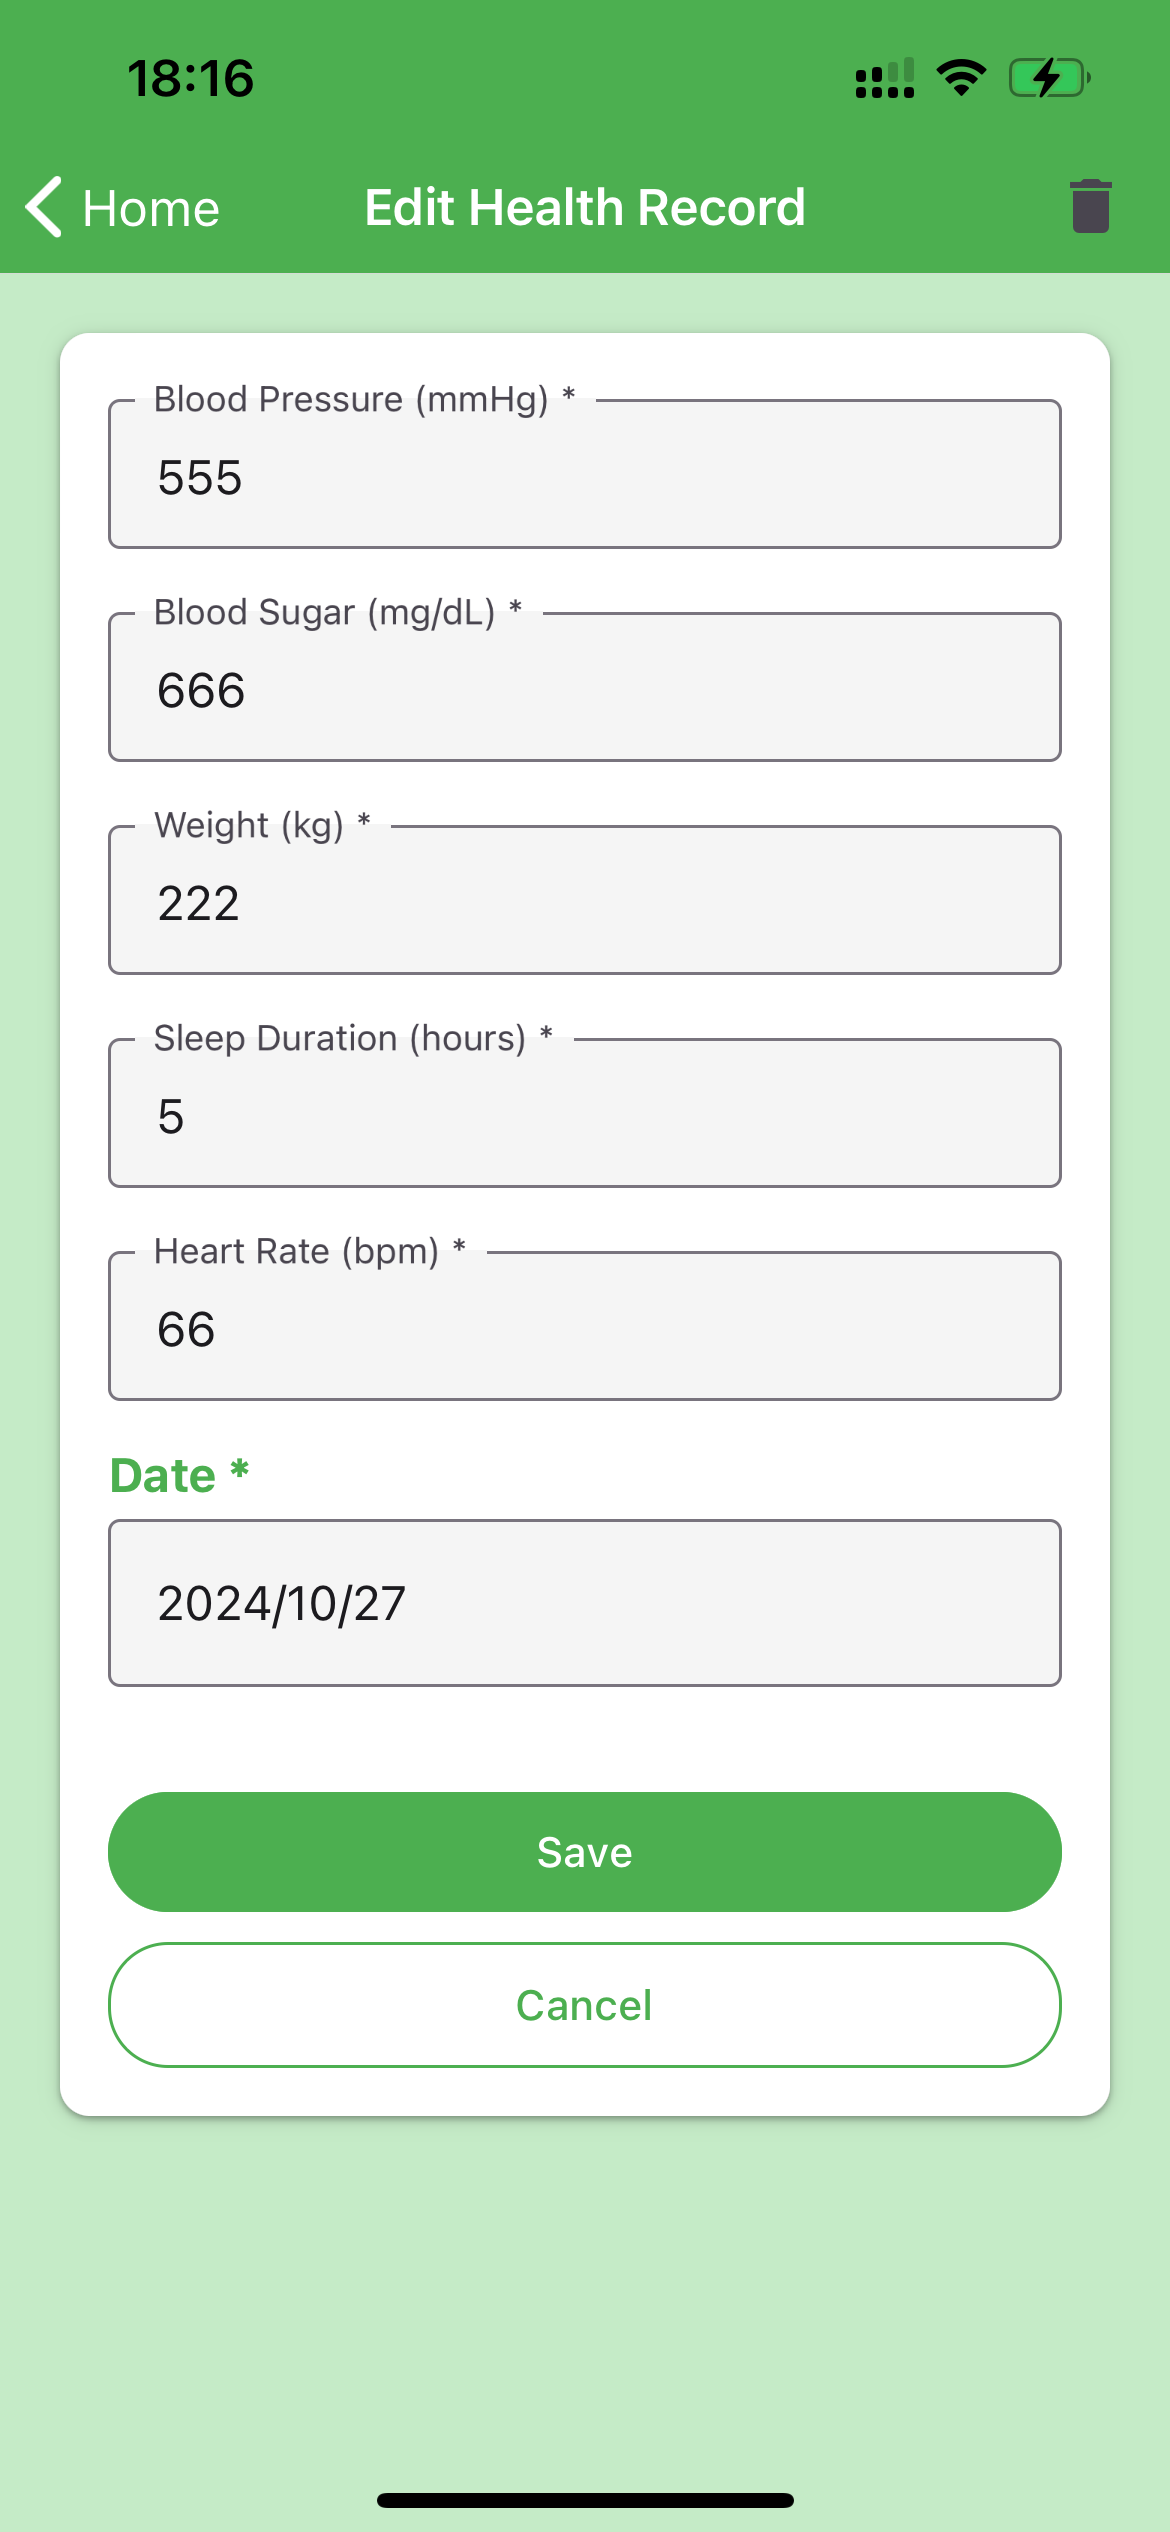 18:16
Home Edit Health Record
Blood Pressure (mmHg) *
555
Blood Sugar (mg/dL) *
666
Weight (kg) *
222
Sleep Duration (hours) *
5
Heart Rate (bpm) *
66
Date *
2024/10/27
Save
Cancel